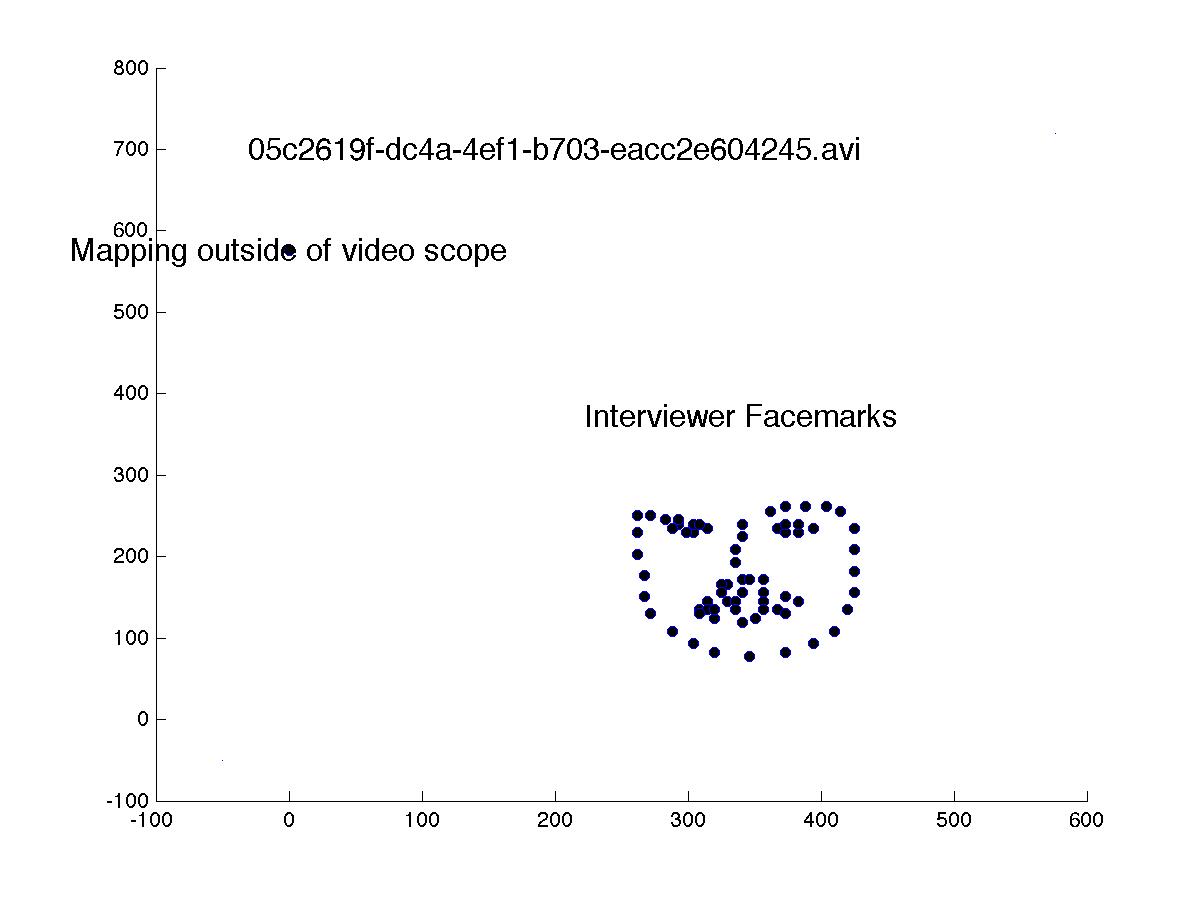 800
700
05c2619f-dc4a-4ef1-b703-eacc2e604245.avi
600
Mapping outside of video scope
500
400
Interviewer Facemarks
300
200
100
0
-100
-100 0 100 200 300 400 500 600